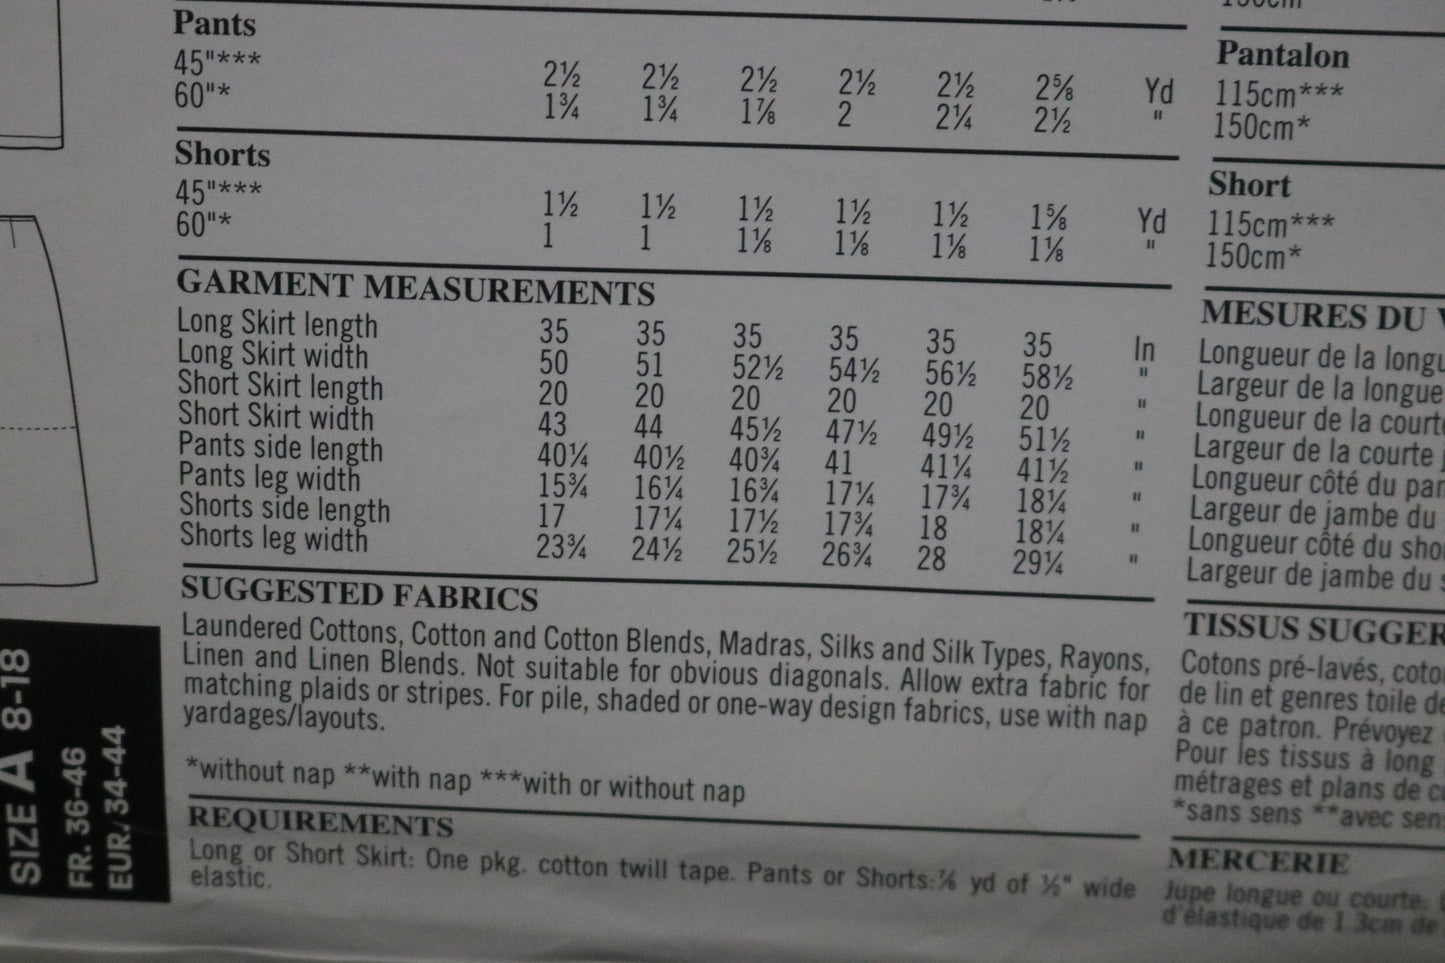 Pants
45"*** 2½ 2½ 2½ 2½ 2½ 2⅝ Yd
60"* 1¾ 1¾ 1⅞ 2 2¼ 2½ "
Shorts
45"*** 1½ 1½ 1½ 1½ 1½ 1⅝ Yd
60"* 1 1 1⅛ 1⅛ 1⅛ 1⅛ "
GARMENT MEASUREMENTS
Long Skirt length 35 35 35 35 35 35 In
Long Skirt width 50 51 52½ 54½ 56½ 58½ "
Short Skirt length 20 20 20 20 20 20 "
Short Skirt width 43 44 45½ 47½ 49½ 51½ "
Pants side length 40¼ 40½ 40¾ 41 41¼ 41½ "
Pants leg width 15¾ 16¼ 16¾ 17¼ 17¾ 18¼ "
Shorts side length 17 17¼ 17½ 17¾ 18 18¼ "
Shorts leg width 23¾ 24½ 25½ 26¾ 28 29¼ "
SUGGESTED FABRICS
Laundered Cottons, Cotton and Cotton Blends, Madras, Silks and Silk Types, Rayons,
Linen and Linen Blends. Not suitable for obvious diagonals. Allow extra fabric for
matching plaids or stripes. For pile, shaded or one-way design fabrics, use with nap
yardages/layouts.
*without nap **with nap ***with or without nap
REQUIREMENTS
Long or Short Skirt: One pkg. cotton twill tape. Pants or Shorts: ⅞ yd of ½" wide
elastic.
Pantalon
115cm***
150cm*
Short
115cm***
150cm*
MESURES DU
Longueur de la
Largeur de la longue
Longueur de la
Largeur de la courte
Longueur côté du
Largeur de jambe du
Longueur côté du
Largeur de jambe du
TISSUS
Cotons pré-lavés,
de lin et genres toile
à ce patron. Prévoyez
Pour les tissus à long
métrages et plans de
*sans sens **avec
MERCERIE
Jupe longue ou courte:
d'élastique de 1.3cm de
SIZE A 8-18
FR. 36-46
EUR. 34-44